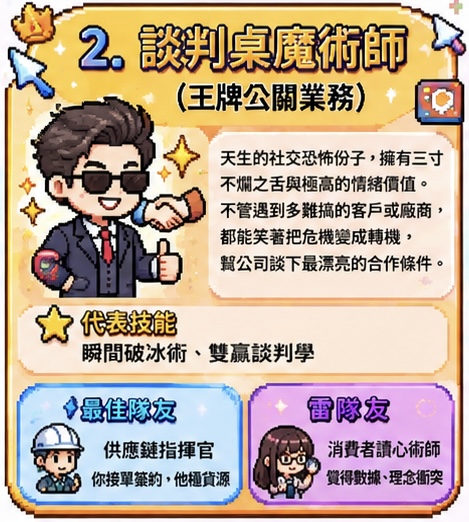 2. 談判桌魔術師
(王牌公關業務)
天生的社交恐怖份子，擁有三寸
不爛之舌與極高的情緒價值。
不管遇到多難搞的客戶或廠商，
都能笑著把危機變成轉機，
幫公司談下最漂亮的合作條件。
代表技能
瞬間破冰術、雙贏談判學
最佳隊友
供應鏈指揮官
你接單簽約，他穩貨源
雷隊友
消費者讀心術師
覺得數據、理念衝突